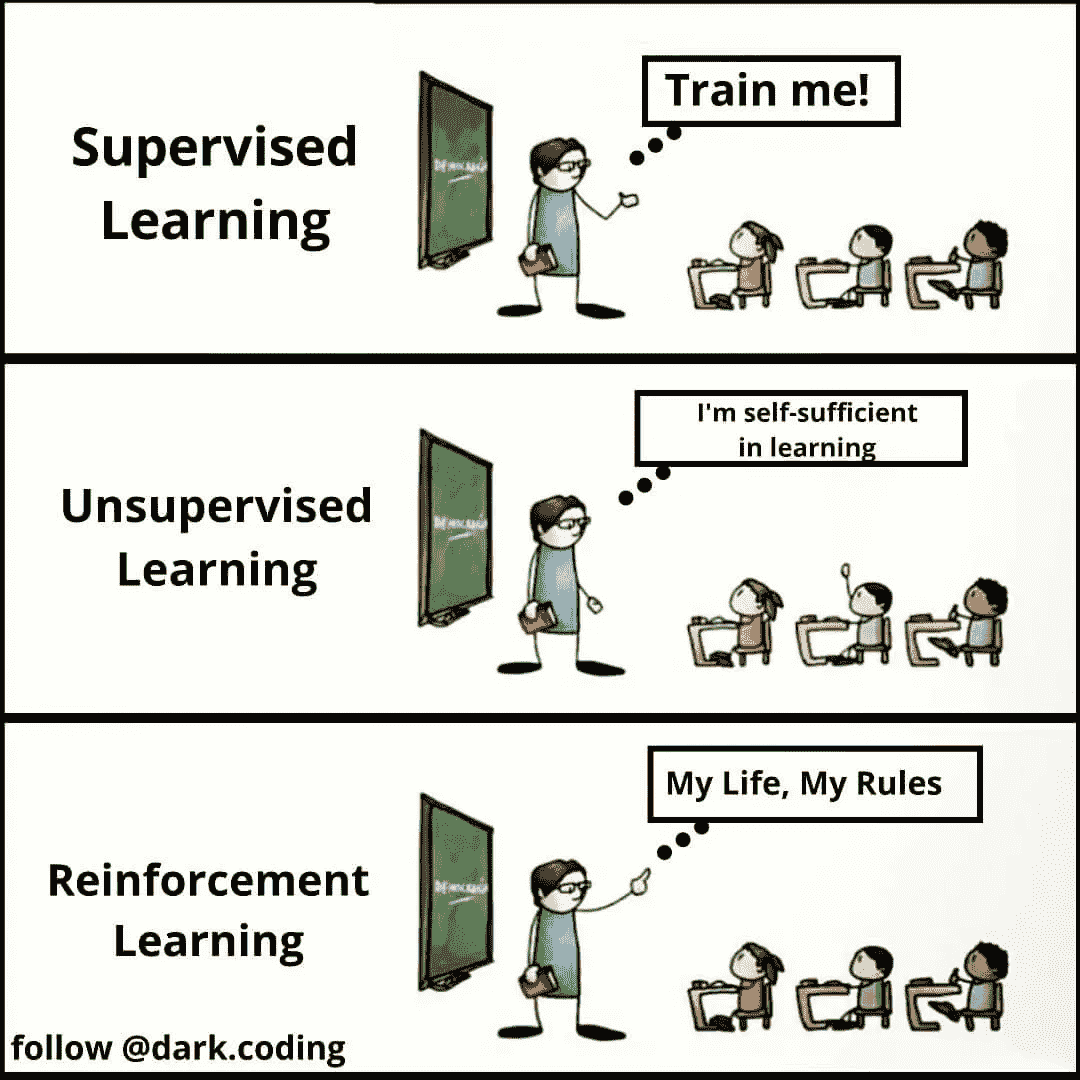 Supervised
Learning
Train me!
Unsupervised
Learning
I'm self-sufficient
in learning
Reinforcement
Learning
My Life, My Rules
follow @dark.coding